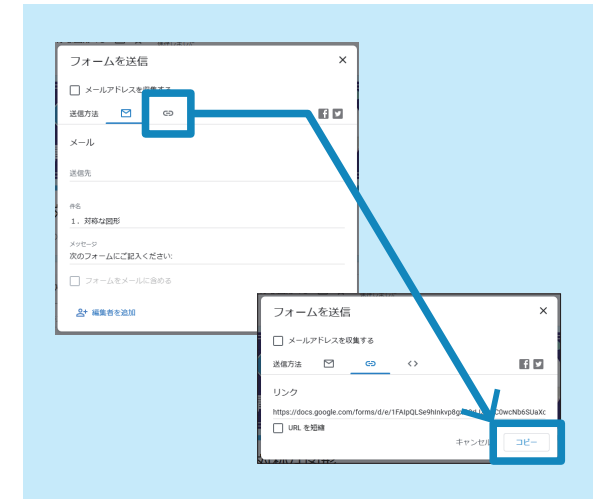 フォームを送信
メールアドレスを収集する
送信方法
メール
送信先
件名
1．対称な図形
メッセージ
次のフォームにご記入ください:
フォームをメールに含める
編集者を追加
フォームを送信
メールアドレスを収集する
送信方法
リンク
URL を短縮
キャンセル
コピー